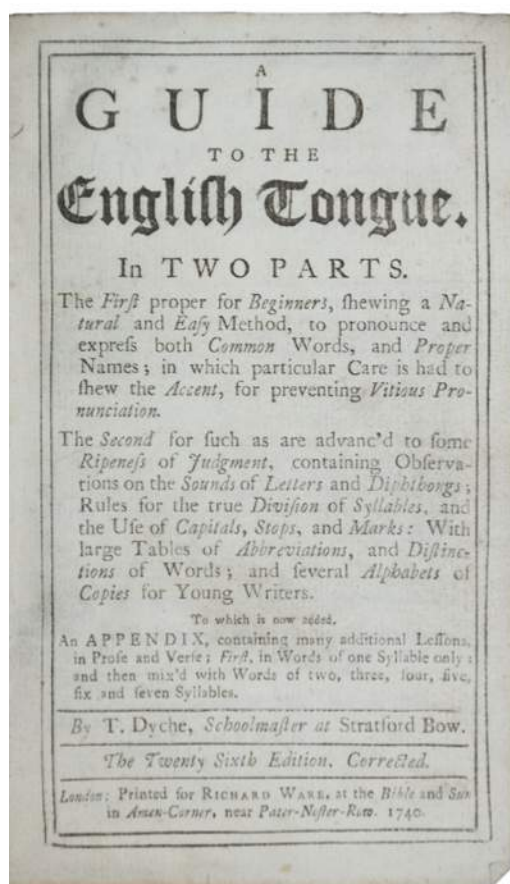 A
GUIDE
TO THE
Engliſh Tongue.
In TWO PARTS.
The Firſt proper for Beginners, ſhewing a Na-
tural and Eaſy Method, to pronounce and
expreſs both Common Words, and Proper
Names; in which particular Care is had to
ſhew the Accent, for preventing Vitious Pro-
nunciation.
The Second for ſuch as are advanc'd to ſome
Ripeneſs of Judgment, containing Obſerva-
tions on the Sounds of Letters and Diphthongs;
Rules for the true Diviſion of Syllables, and
the Uſe of Capitals, Stops, and Marks: With
large Tables of Abbreviations, and Diſtinc-
tions of Words; and ſeveral Alphabets of
Copies for Young Writers.
To which is now added,
An APPENDIX, containing many additional Leſſons,
in Proſe and Verſe; Firſt, in Words of one Syllable only;
and then mix'd with Words of two, three, four, five,
ſix and ſeven Syllables.
By T. Dyche, Schoolmaſter at Stratford Bow.
The Twenty Sixth Edition, Corrected.
London: Printed for RICHARD WARE, at the Bible and Sun
in Amen-Corner, near Pater-Noſter-Row. 1740.